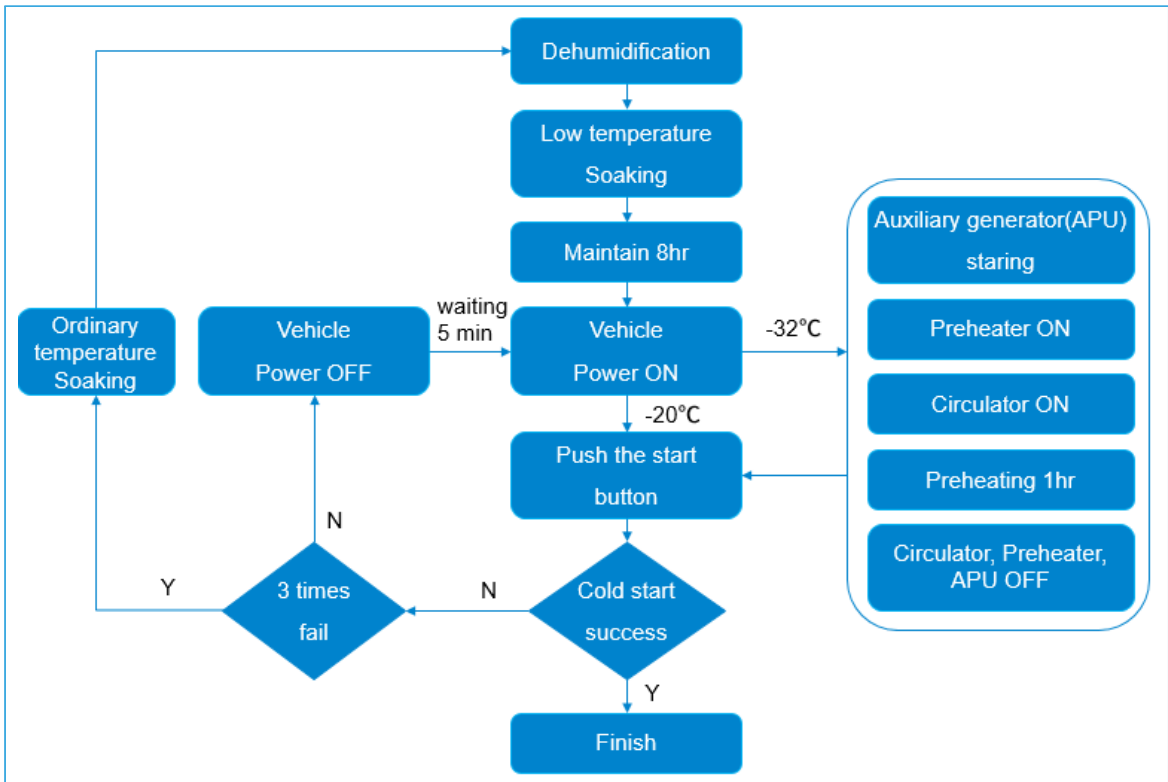 Dehumidification
Low temperature
Soaking
Maintain 8hr
Vehicle
Power ON
-32℃
-20℃
Auxiliary generator(APU)
staring
Preheater ON
Circulator ON
Preheating 1hr
Circulator, Preheater,
APU OFF
Push the start
button
Cold start
success
Y
Finish
N
3 times
fail
N
Vehicle
Power OFF
waiting
5 min
Y
Ordinary
temperature
Soaking